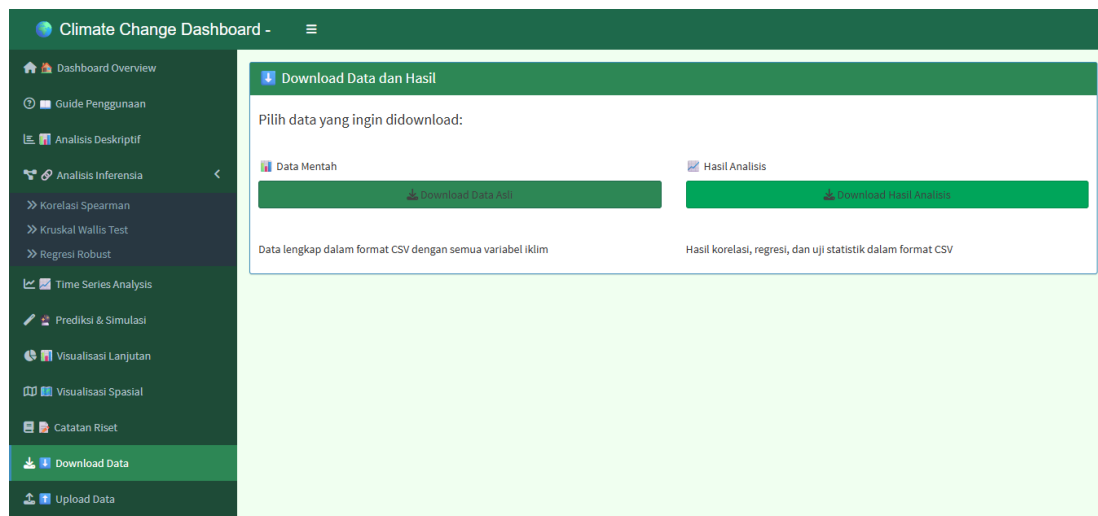 Climate Change Dashboard -
Dashboard Overview
Guide Penggunaan
Analisis Deskriptif
Analisis Inferensia
Korelasi Spearman
Kruskal Wallis Test
Regresi Robust
Time Series Analysis
Prediksi & Simulasi
Visualisasi Lanjutan
Visualisasi Spasial
Catatan Riset
Download Data
Upload Data
Download Data dan Hasil
Pilih data yang ingin didownload:
Data Mentah
Download Data Asli
Data lengkap dalam format CSV dengan semua variabel iklim
Hasil Analisis
Download Hasil Analisis
Hasil korelasi, regresi, dan uji statistik dalam format CSV